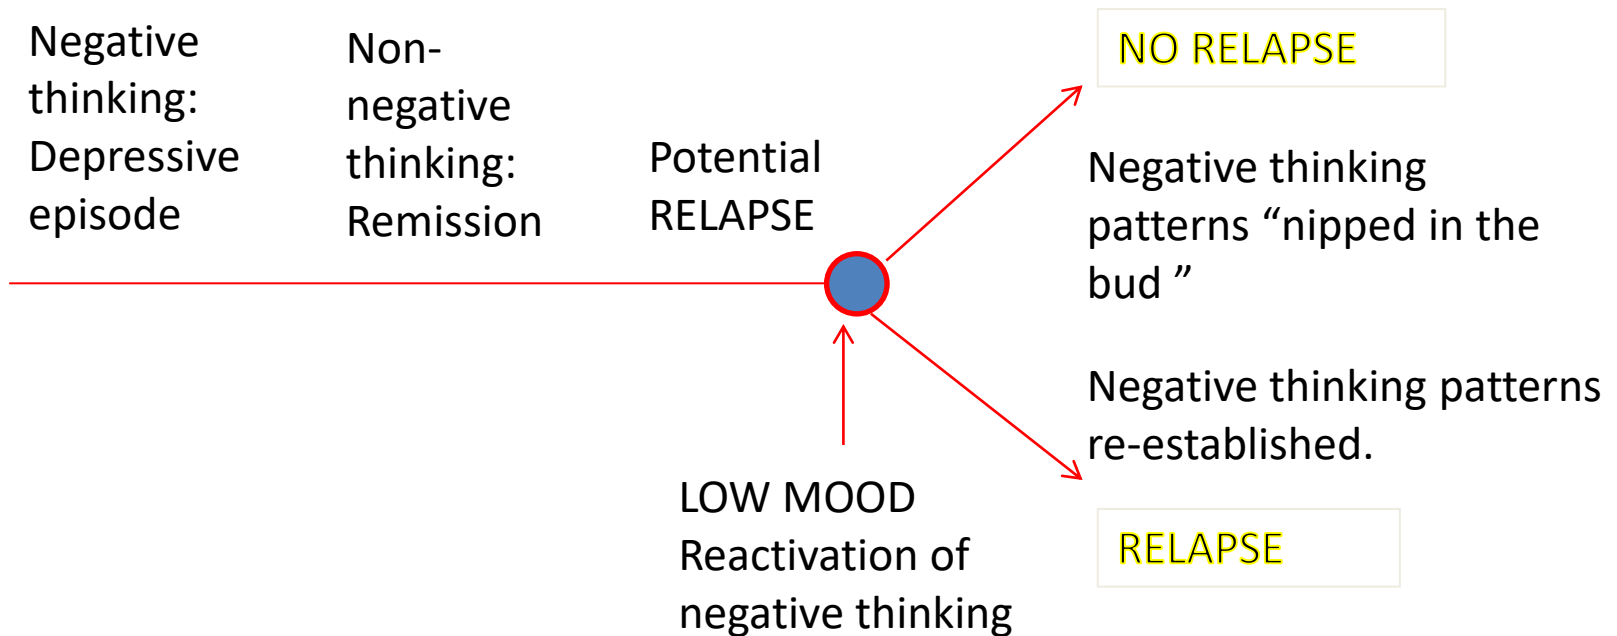 Negative
thinking:
Depressive
episode
Non-
negative
thinking:
Remission
Potential
RELAPSE
LOW MOOD
Reactivation of
negative thinking
NO RELAPSE
Negative thinking
patterns “nipped in the
bud ”
Negative thinking patterns
re-established.
RELAPSE